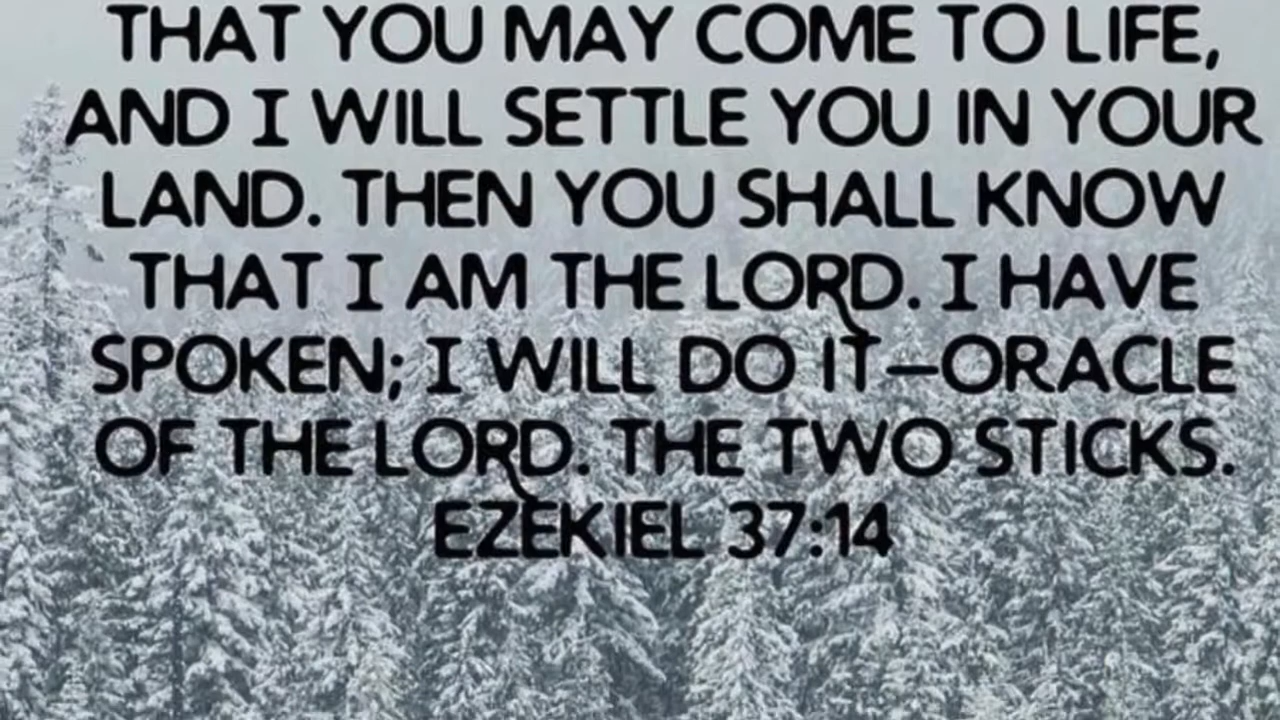 THAT YOU MAY COME TO LIFE,
AND I WILL SETTLE YOU IN YOUR
LAND. THEN YOU SHALL KNOW
THAT I AM THE LORD. I HAVE
SPOKEN; I WILL DO IT—ORACLE
OF THE LORD. THE TWO STICKS.
EZEKIEL 37:14